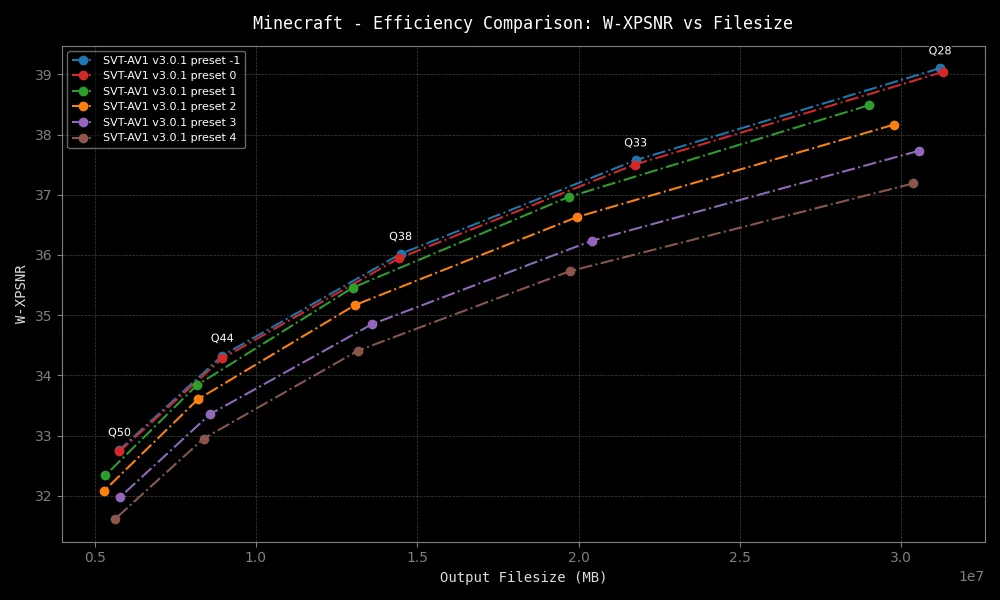 Minecraft - Efficiency Comparison: W-XPSNR vs Filesize
SVT-AV1 v3.0.1 preset -1
SVT-AV1 v3.0.1 preset 0
SVT-AV1 v3.0.1 preset 1
SVT-AV1 v3.0.1 preset 2
SVT-AV1 v3.0.1 preset 3
SVT-AV1 v3.0.1 preset 4
Q28
Q33
Q38
Q44
Q50
W-XPSNR
39
38
37
36
35
34
33
32
0.5 1.0 1.5 2.0 2.5 3.0
1e7
Output Filesize (MB)